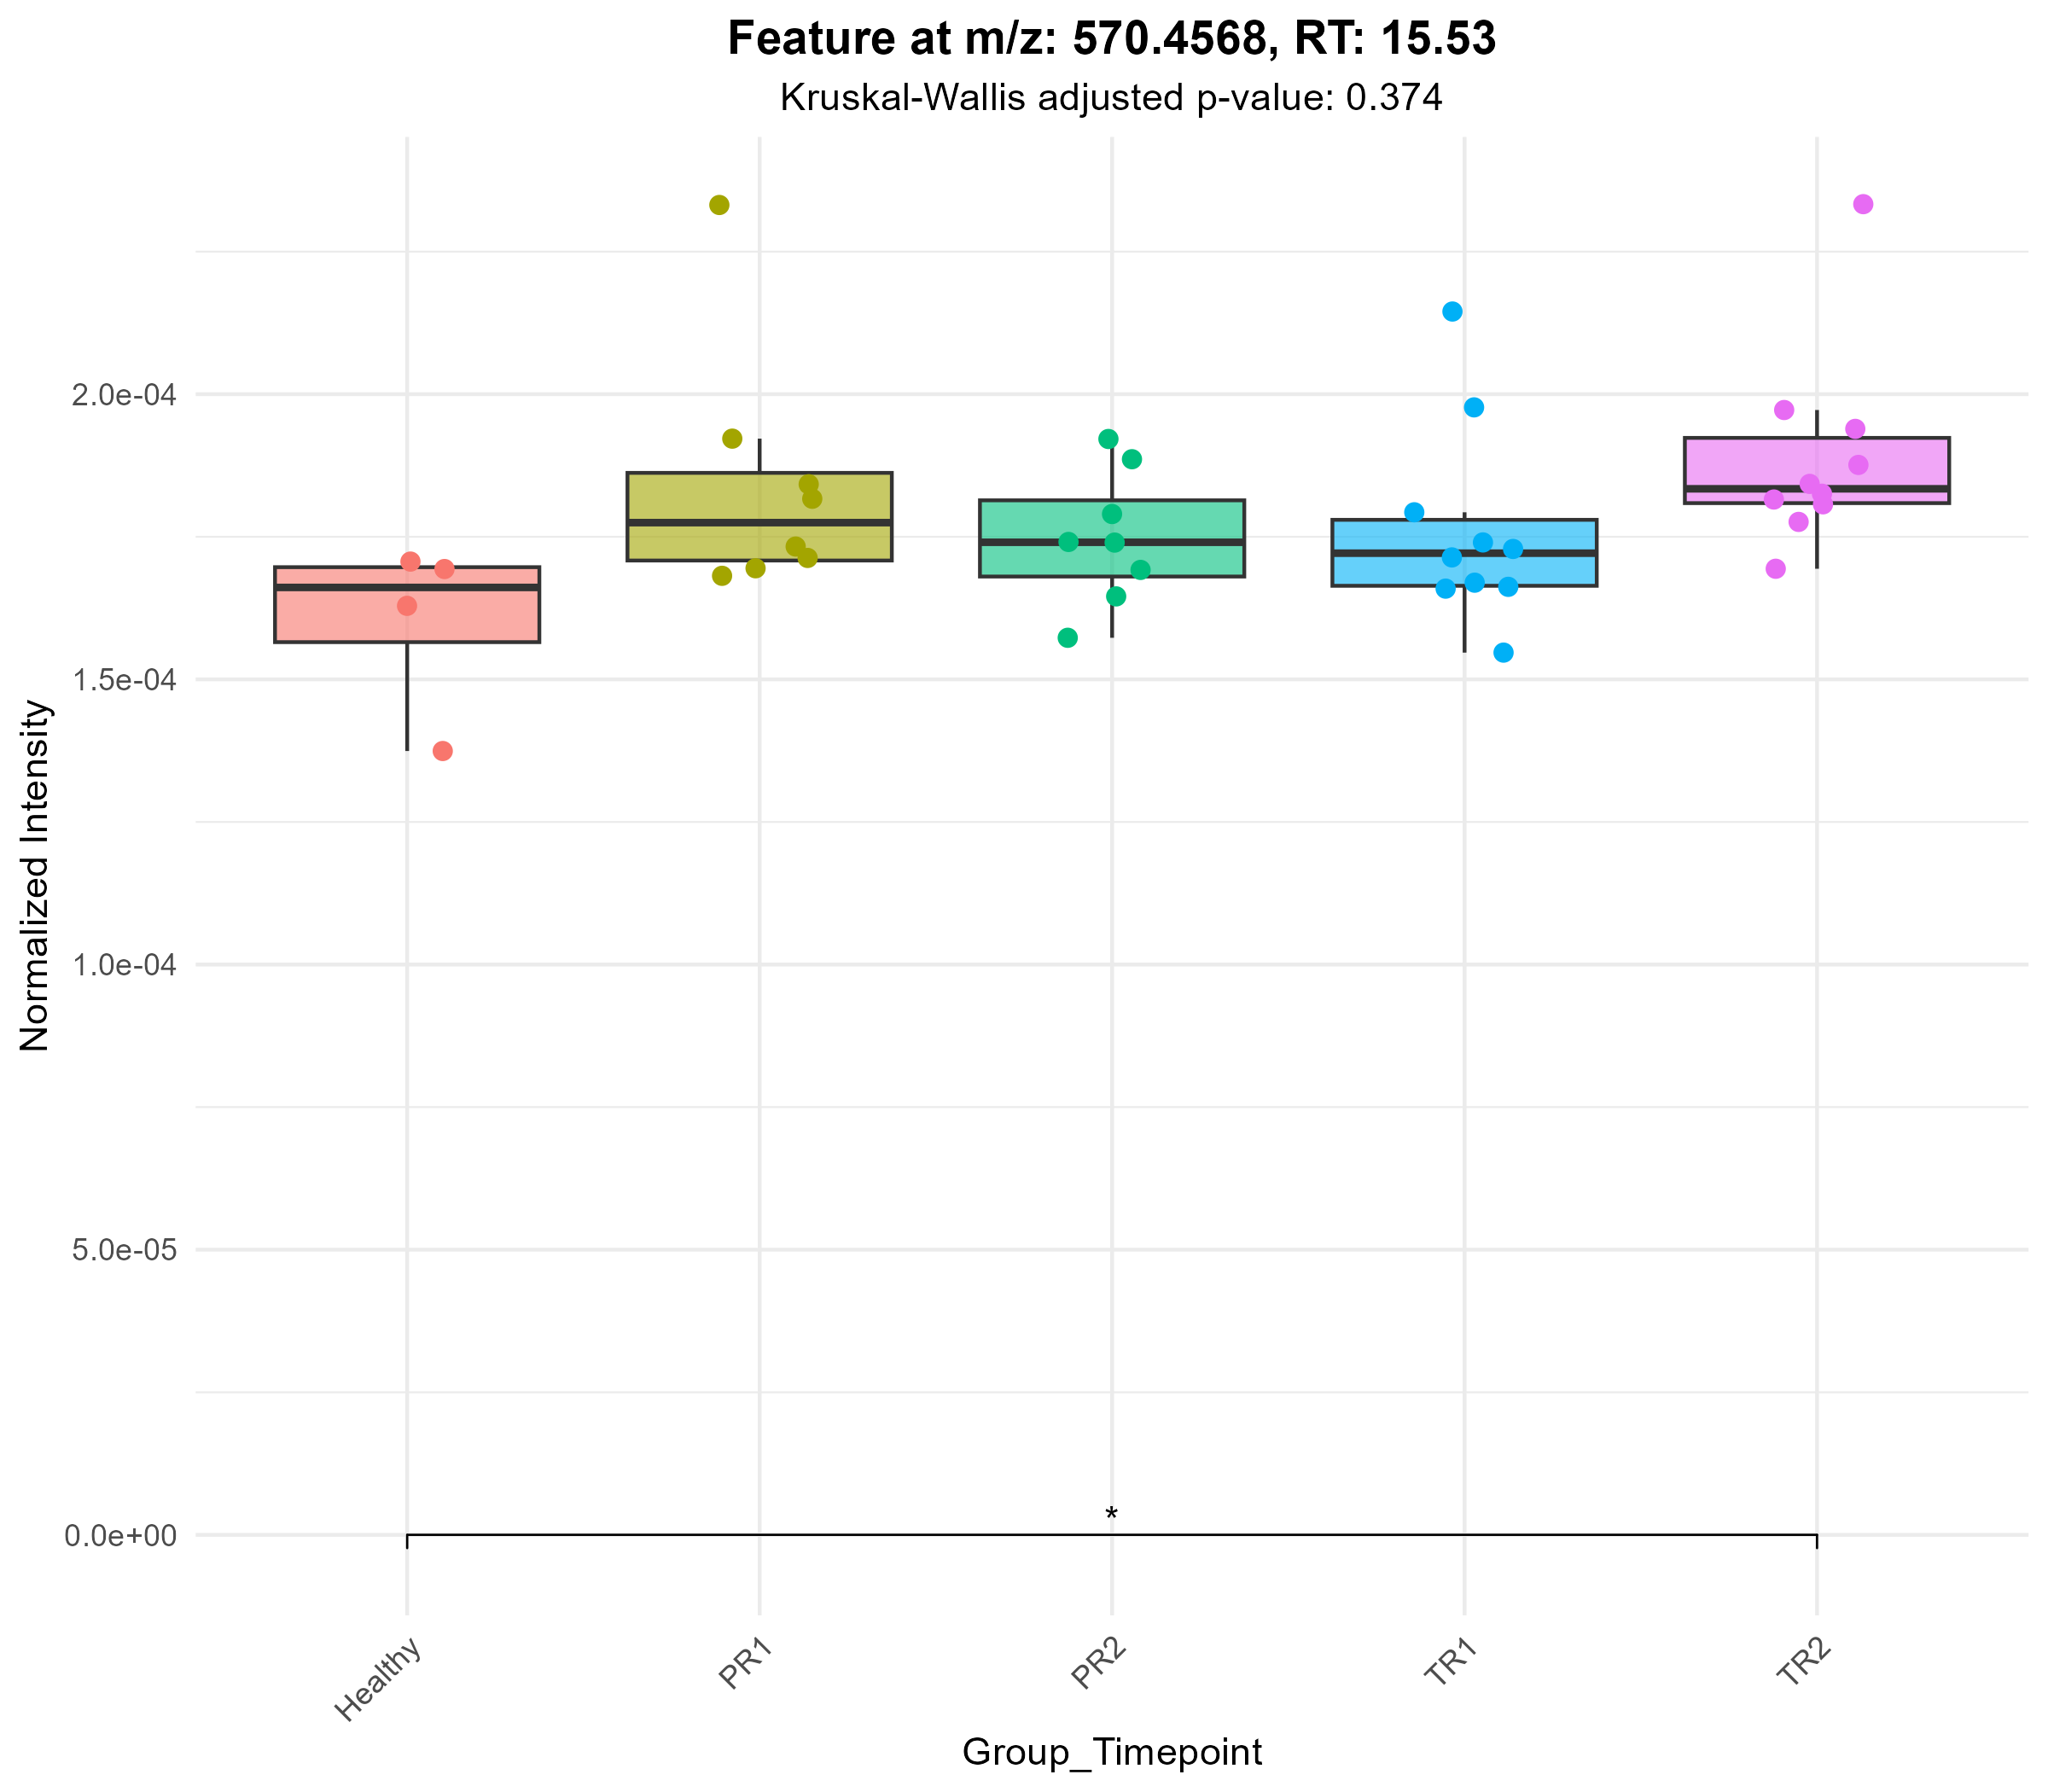 Feature at m/z: 570.4568, RT: 15.53
Kruskal-Wallis adjusted p-value: 0.374
Normalized Intensity
2.0e-04
1.5e-04
1.0e-04
5.0e-05
0.0e+00
*
Healthy
PR1
PR2
TR1
TR2
Group_Timepoint